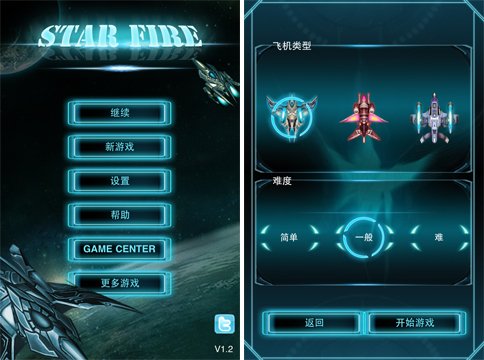 STAR FIRE
继续
新游戏
设置
帮助
GAME CENTER
更多游戏
V1.2
飞机类型
难度
简单
一般
难
返回
开始游戏